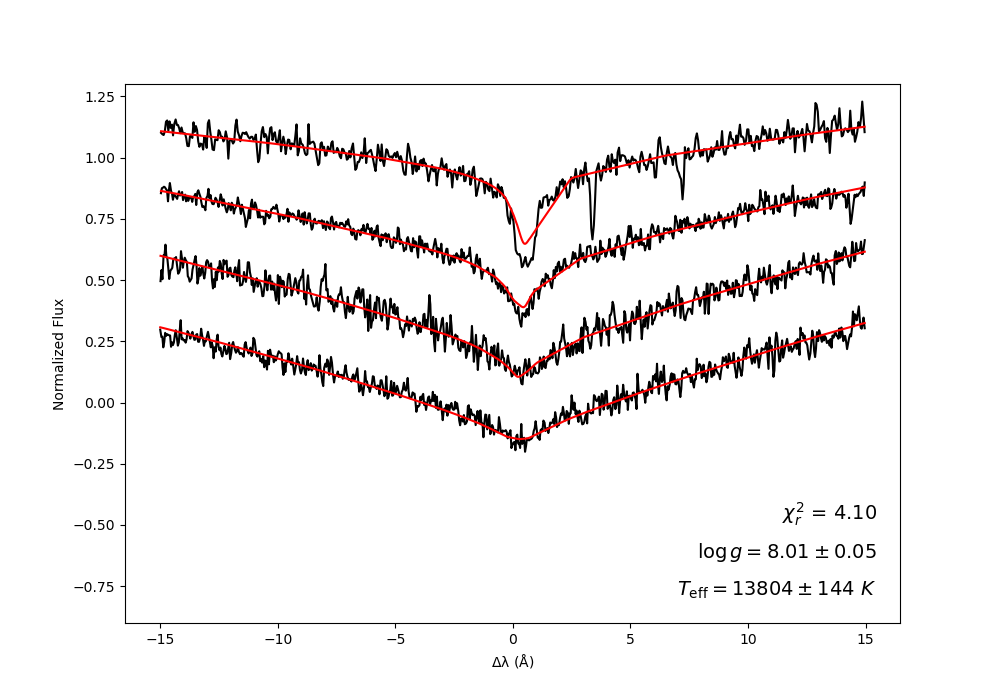 1.25
1.00
0.75
0.50
0.25
0.00
−0.25
−0.50
−0.75
Normalized Flux
χ²ᵣ = 4.10
log g = 8.01 ± 0.05
T_eff = 13804 ± 144 K
−15 −10 −5 0 5 10 15
Δλ (Å)